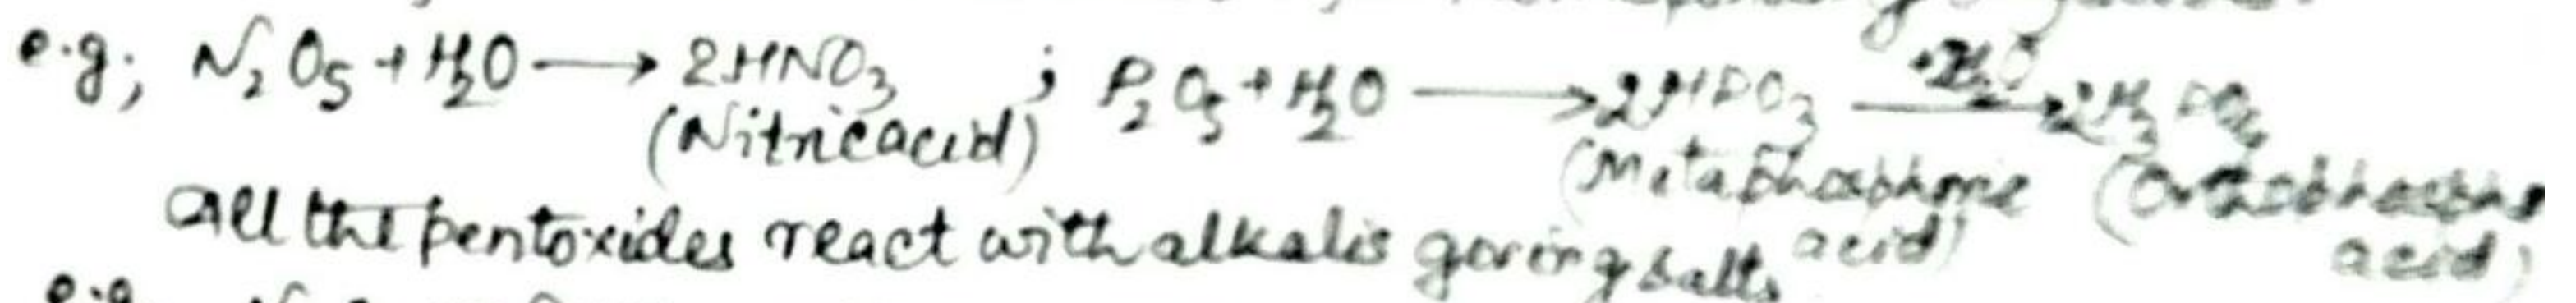 e.g; N₂O₅ + H₂O ⟶ 2HNO₃ ; P₂O₅ + H₂O ⟶ 2HPO₃ ⟶ 2H₃PO₄
(Nitric acid) (Metaphosphoric acid) (Orthophosphoric acid)
All the pentoxides react with alkalis giving salts
e.g.